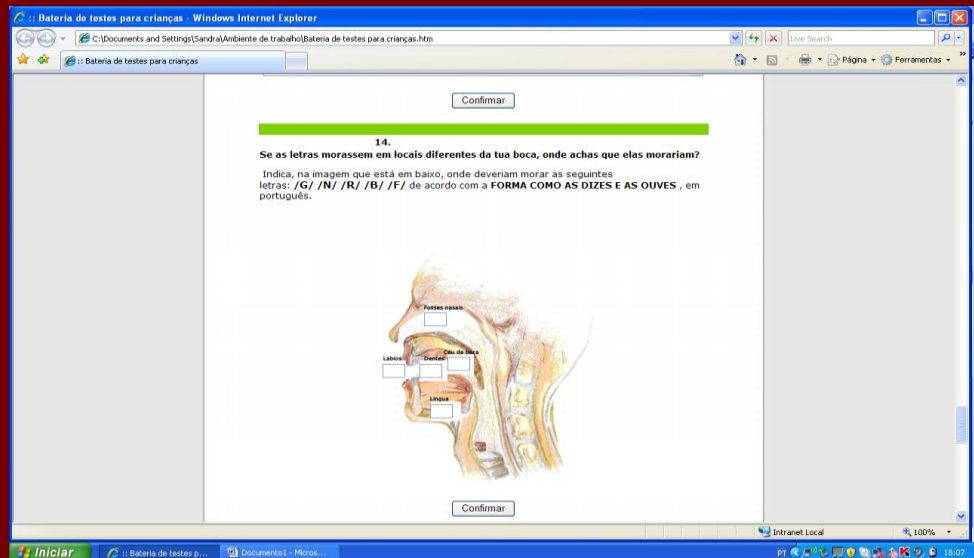 :: Bateria de testes para crianças - Windows Internet Explorer
C:\Documents and Settings\Sandra\Ambiente de trabalho\Bateria de testes para crianças.htm
Live Search
:: Bateria de testes para crianças
Página
Ferramentas
Confirmar
14.
Se as letras morassem em locais diferentes da tua boca, onde achas que elas morariam?
Indica, na imagem que está em baixo, onde deveriam morar as seguintes
letras: /G/ /N/ /R/ /B/ /F/ de acordo com a FORMA COMO AS DIZES E AS OUVES , em
português.
Fossas nasais
Céu da boca
Labios
Dentes
Língua
Confirmar
Intranet Local
100%
Iniciar
:: Bateria de testes p...
Documento1 - Micros...
PT
18:07